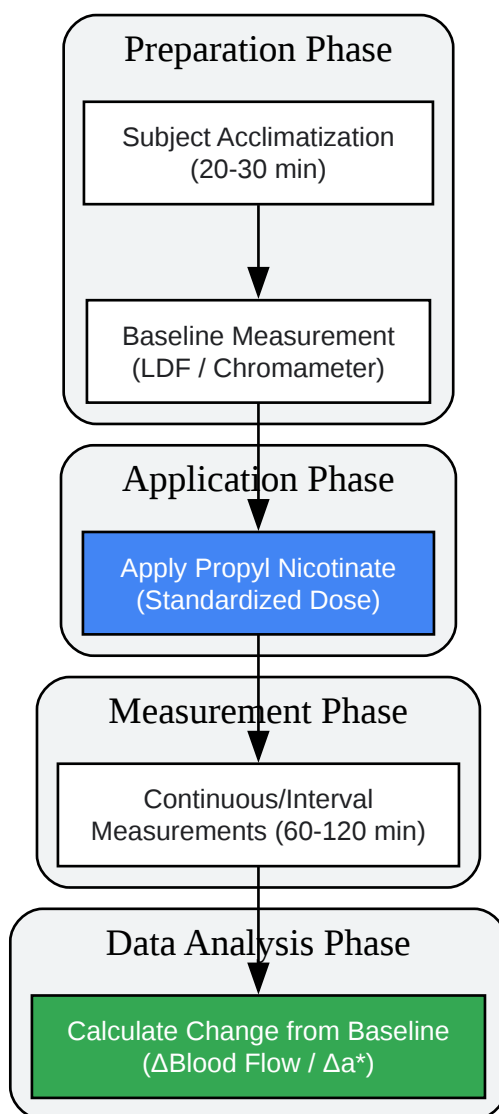 Preparation Phase
Subject Acclimatization
(20-30 min)
Baseline Measurement
(LDF / Chromameter)
Application Phase
Apply Propyl Nicotinate
(Standardized Dose)
Measurement Phase
Continuous/Interval
Measurements (60-120 min)
Data Analysis Phase
Calculate Change from Baseline
(ΔBlood Flow / Δa*)